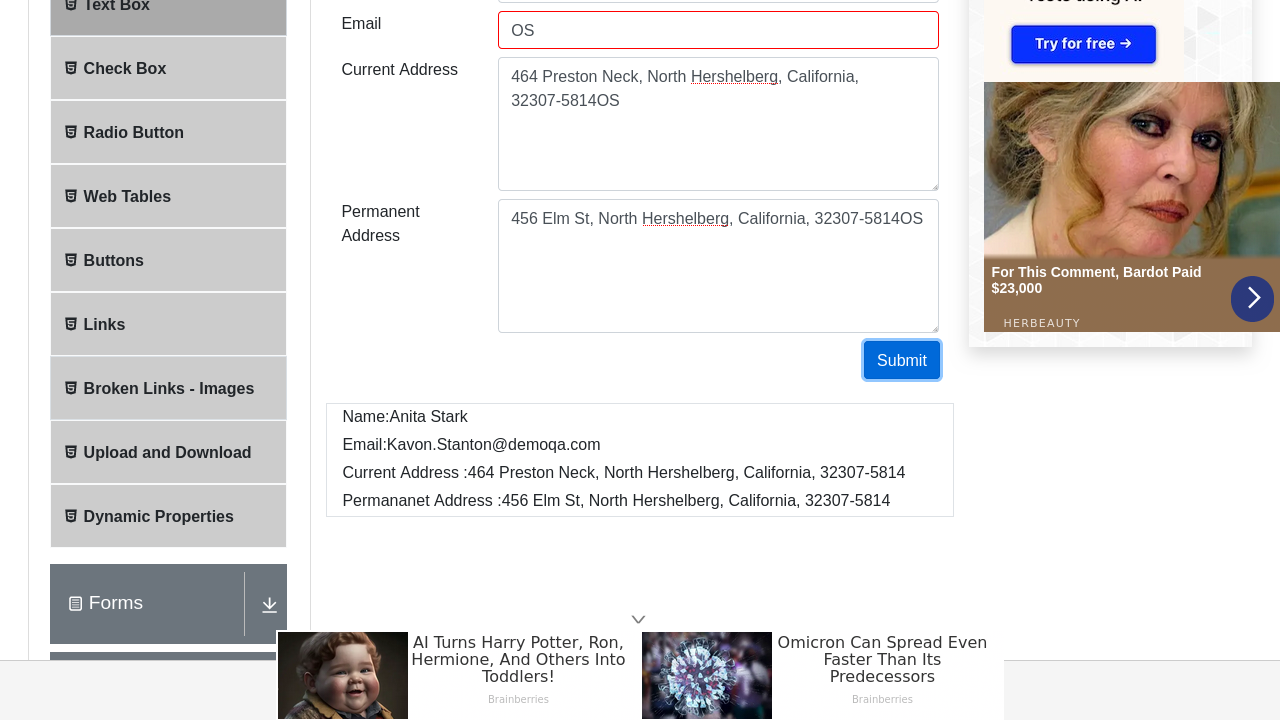 Text Box
Check Box
Radio Button
Web Tables
Buttons
Links
Broken Links - Images
Upload and Download
Dynamic Properties
Forms
Email
OS
Current Address
464 Preston Neck, North Hershelberg, California,
32307-5814OS
Permanent
Address
456 Elm St, North Hershelberg, California, 32307-5814OS
Submit
Name:Anita Stark
Email:Kavon.Stanton@demoqa.com
Current Address :464 Preston Neck, North Hershelberg, California, 32307-5814
Permananet Address :456 Elm St, North Hershelberg, California, 32307-5814
Try for free →
For This Comment, Bardot Paid
$23,000
HERBEAUTY
AI Turns Harry Potter, Ron,
Hermione, And Others Into
Toddlers!
Brainberries
Omicron Can Spread Even
Faster Than Its
Predecessors
Brainberries